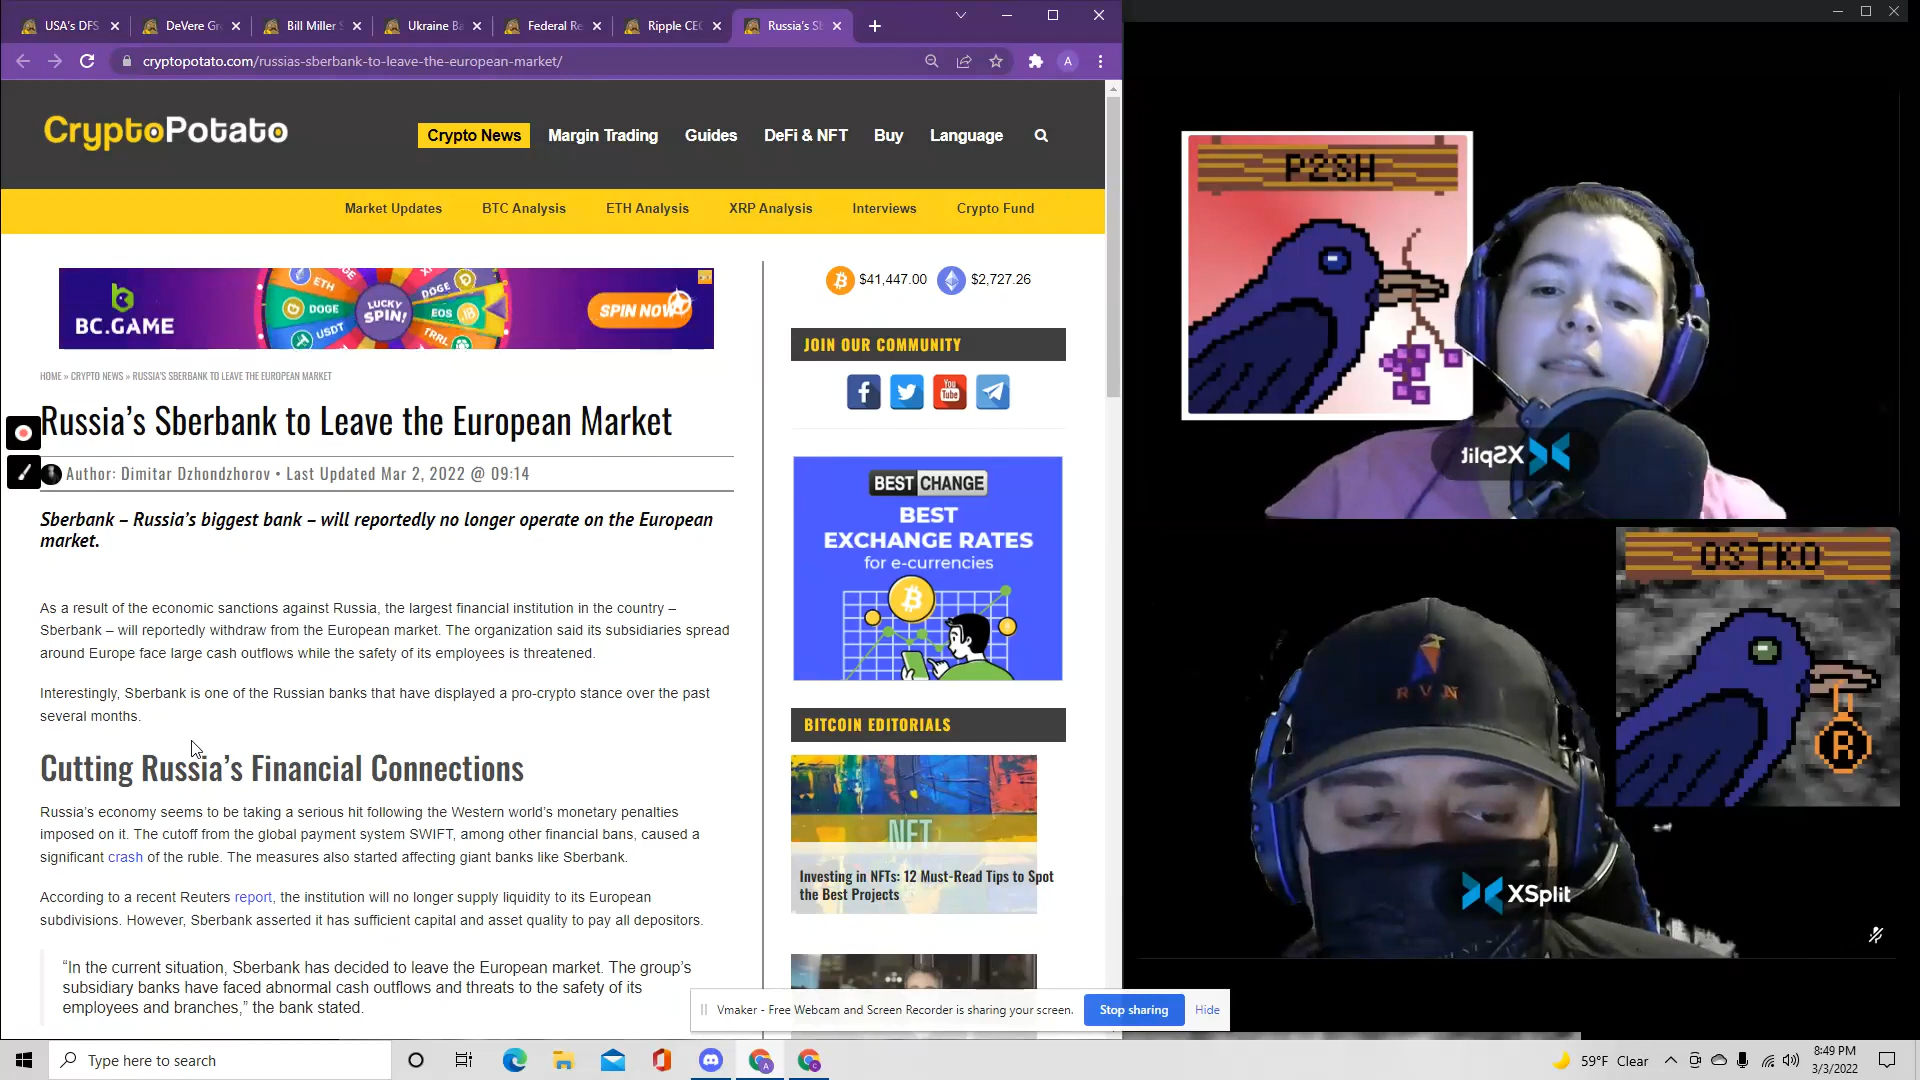 USA's DFS
DeVere Gr
Bill Miller S
Ukraine Ba
Federal Re
Ripple CEO
Russia's S
cryptopotato.com/russias-sberbank-to-leave-the-european-market/
A
CryptoPotato
Crypto News
Margin Trading
Guides
DeFi & NFT
Buy
Language
Market Updates
BTC Analysis
ETH Analysis
XRP Analysis
Interviews
Crypto Fund
BC.GAME
ETH
DOGE
USDT
LUCKY
SPIN!
DOGE
EOS
TRRL
SPIN NOW
$41,447.00
$2,727.26
JOIN OUR COMMUNITY
You
Tube
HOME » CRYPTO NEWS » RUSSIA'S SBERBANK TO LEAVE THE EUROPEAN MARKET
Russia's Sberbank to Leave the European Market
Author: Dimitar Dzhondzhorov • Last Updated Mar 2, 2022 @ 09:14
Sberbank – Russia's biggest bank – will reportedly no longer operate on the European
market.
As a result of the economic sanctions against Russia, the largest financial institution in the country –
Sberbank – will reportedly withdraw from the European market. The organization said its subsidiaries spread
around Europe face large cash outflows while the safety of its employees is threatened.
Interestingly, Sberbank is one of the Russian banks that have displayed a pro-crypto stance over the past
several months.
Cutting Russia's Financial Connections
Russia's economy seems to be taking a serious hit following the Western world's monetary penalties
imposed on it. The cutoff from the global payment system SWIFT, among other financial bans, caused a
significant crash of the ruble. The measures also started affecting giant banks like Sberbank.
According to a recent Reuters report, the institution will no longer supply liquidity to its European
subdivisions. However, Sberbank asserted it has sufficient capital and asset quality to pay all depositors.
“In the current situation, Sberbank has decided to leave the European market. The group's
subsidiary banks have faced abnormal cash outflows and threats to the safety of its
employees and branches,” the bank stated.
BEST CHANGE
BEST
EXCHANGE RATES
for e-currencies
BITCOIN EDITORIALS
NFT
Investing in NFTs: 12 Must-Read Tips to Spot
the Best Projects
P2SH
XSplit
OSTKO
R
RVN
XSplit
Vmaker - Free Webcam and Screen Recorder is sharing your screen.
Stop sharing
Hide
Type here to search
59°F Clear
8:49 PM
3/3/2022